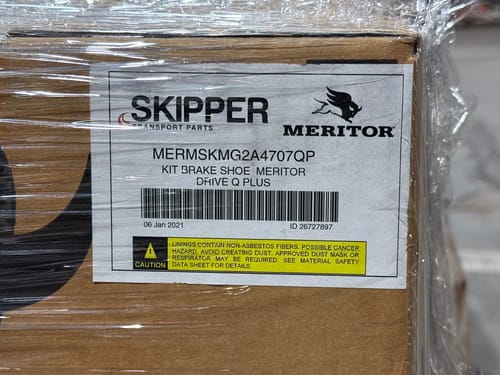 SKIPPER
TRANSPORT PARTS
MERITOR
MERMSKMG2A4707QP
KIT BRAKE SHOE MERITOR
DRIVE Q PLUS
06 Jan 2021
ID 26727897
CAUTION
LININGS CONTAIN NON-ASBESTOS FIBERS, POSSIBLE CANCER
HAZARD, AVOID CREATING DUST. APPROVED DUST MASK OR
RESPIRATOR MAY BE REQUIRED. SEE MATERIAL SAFETY
DATA SHEET FOR DETAILS.